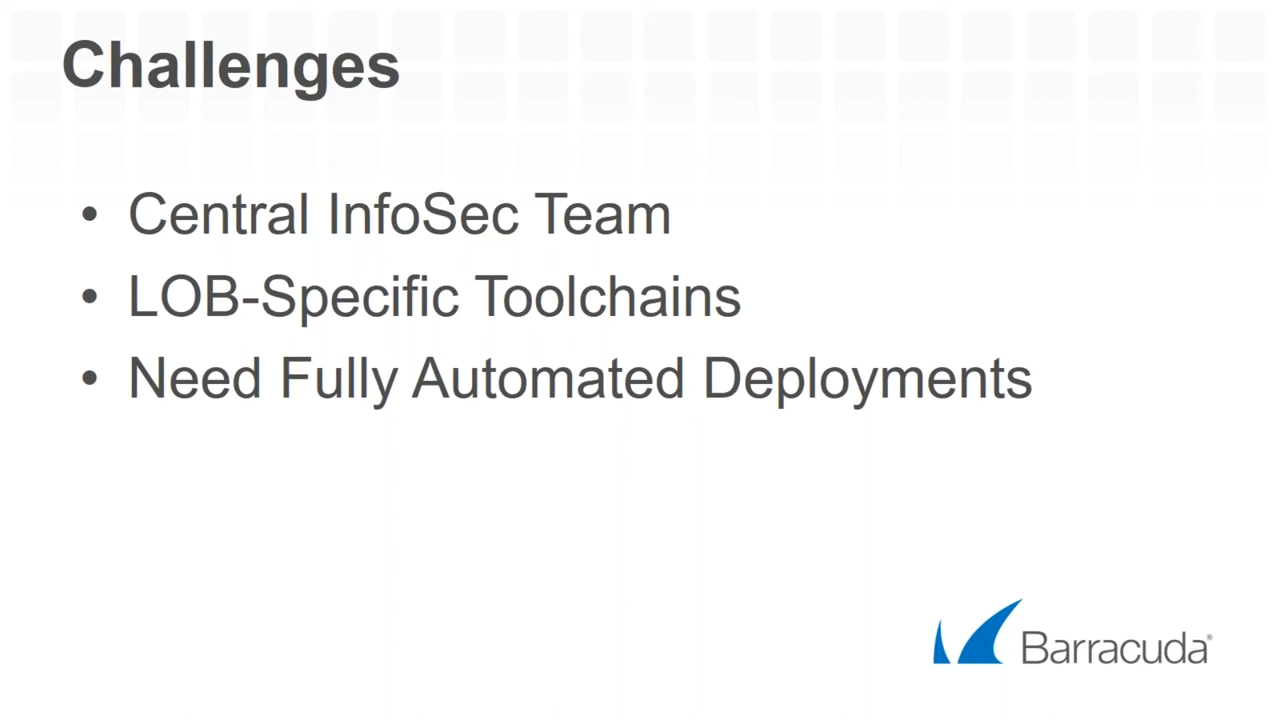 Challenges
• Central InfoSec Team
• LOB-Specific Toolchains
• Need Fully Automated Deployments
Barracuda®